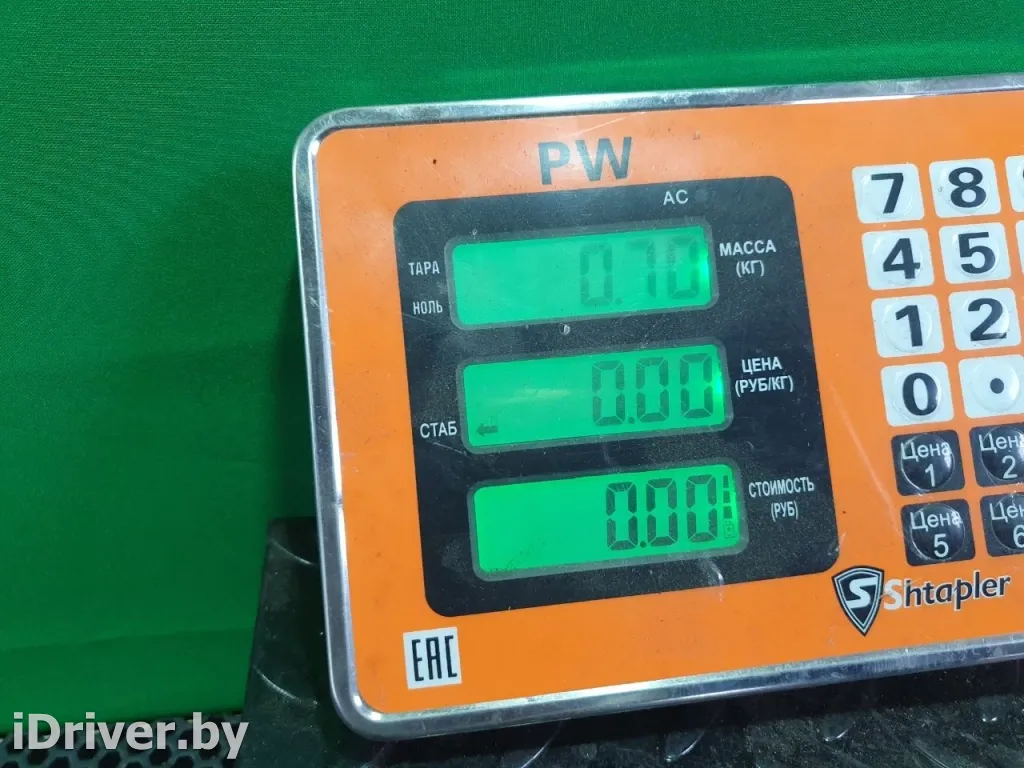 PW
AC
ТАРА
НОЛЬ
0.70
МАССА
(КГ)
СТАБ
0.00
ЦЕНА
(РУБ/КГ)
0.00
СТОИМОСТЬ
(РУБ)
7 8
4 5
1 2
0 .
Цена
1
Цена
2
Цена
5
Цена
6
S Shtapler
EAC
iDriver.by